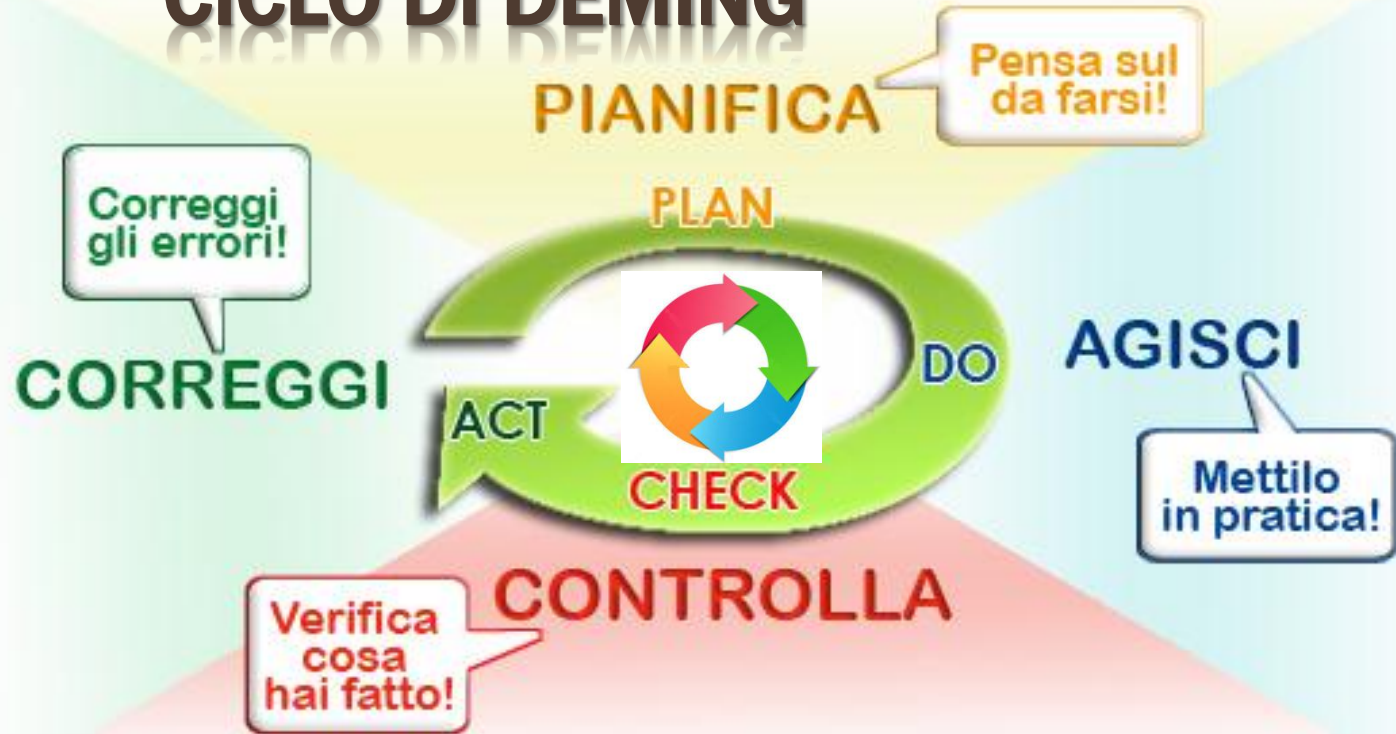 CICLO DI DEMING
PIANIFICA
Pensa sul
da farsi!
PLAN
Correggi
gli errori!
CORREGGI
ACT
DO
AGISCI
Mettilo
in pratica!
CHECK
CONTROLLA
Verifica
cosa
hai fatto!